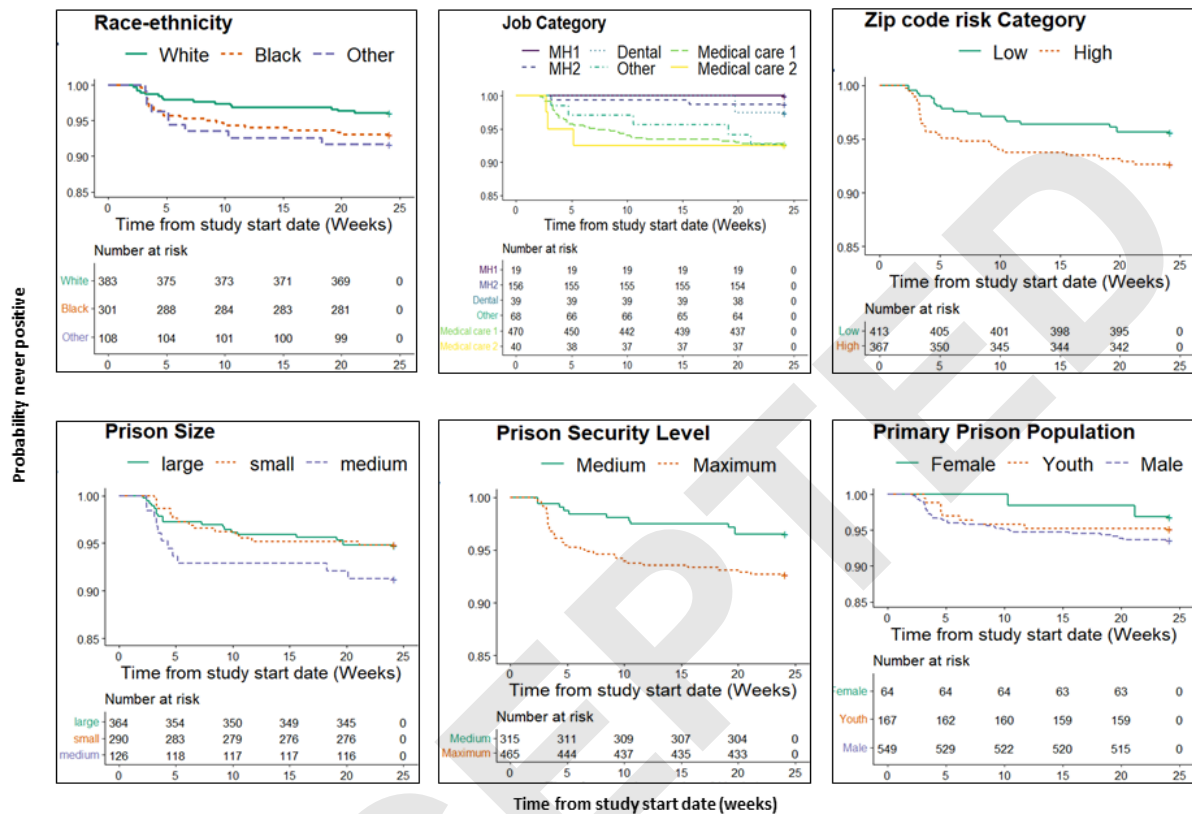 Probability never positive
Race-ethnicity
White Black Other
1.00
0.95
0.90
0.85
0 5 10 15 20 25
Time from study start date (Weeks)
Number at risk
White 383 375 373 371 369 0
Black 301 288 284 283 281 0
Other 108 104 101 100 99 0
0 5 10 15 20 25
Job Category
MH1 Dental Medical care 1
MH2 Other Medical care 2
1.00
0.95
0.90
0.85
0 5 10 15 20 25
Time from study start date (Weeks)
Number at risk
MH1 19 19 19 19 19 0
MH2 156 155 155 155 154 0
Dental 39 39 39 39 38 0
Other 68 66 66 65 64 0
Medical care 1 470 450 442 439 437 0
Medical care 2 40 38 37 37 37 0
0 5 10 15 20 25
Zip code risk Category
Low High
1.00
0.95
0.90
0.85
0 5 10 15 20 25
Time from study start date (Weeks)
Number at risk
Low 413 405 401 398 395 0
High 367 350 345 344 342 0
0 5 10 15 20 25
Prison Size
large small medium
1.00
0.95
0.90
0.85
0 5 10 15 20 25
Time from study start date (Weeks)
Number at risk
large 364 354 350 349 345 0
small 290 283 279 276 276 0
medium 126 118 117 117 116 0
0 5 10 15 20 25
Prison Security Level
Medium Maximum
1.00
0.95
0.90
0.85
0 5 10 15 20 25
Time from study start date (Weeks)
Number at risk
Medium 315 311 309 307 304 0
Maximum 465 444 437 435 433 0
0 5 10 15 20 25
Primary Prison Population
Female Youth Male
1.00
0.95
0.90
0.85
0 5 10 15 20 25
Time from study start date (Weeks)
Number at risk
Female 64 64 64 63 63 0
Youth 167 162 160 159 159 0
Male 549 529 522 520 515 0
0 5 10 15 20 25
Time from study start date (weeks)
CEPTED